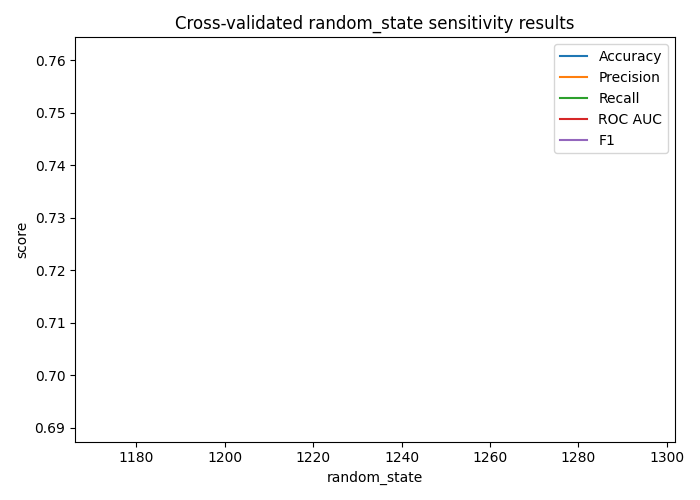 Cross-validated random_state sensitivity results
Accuracy
Precision
Recall
ROC AUC
F1
0.76
0.75
0.74
0.73
0.72
0.71
0.70
0.69
score
1180 1200 1220 1240 1260 1280 1300
random_state